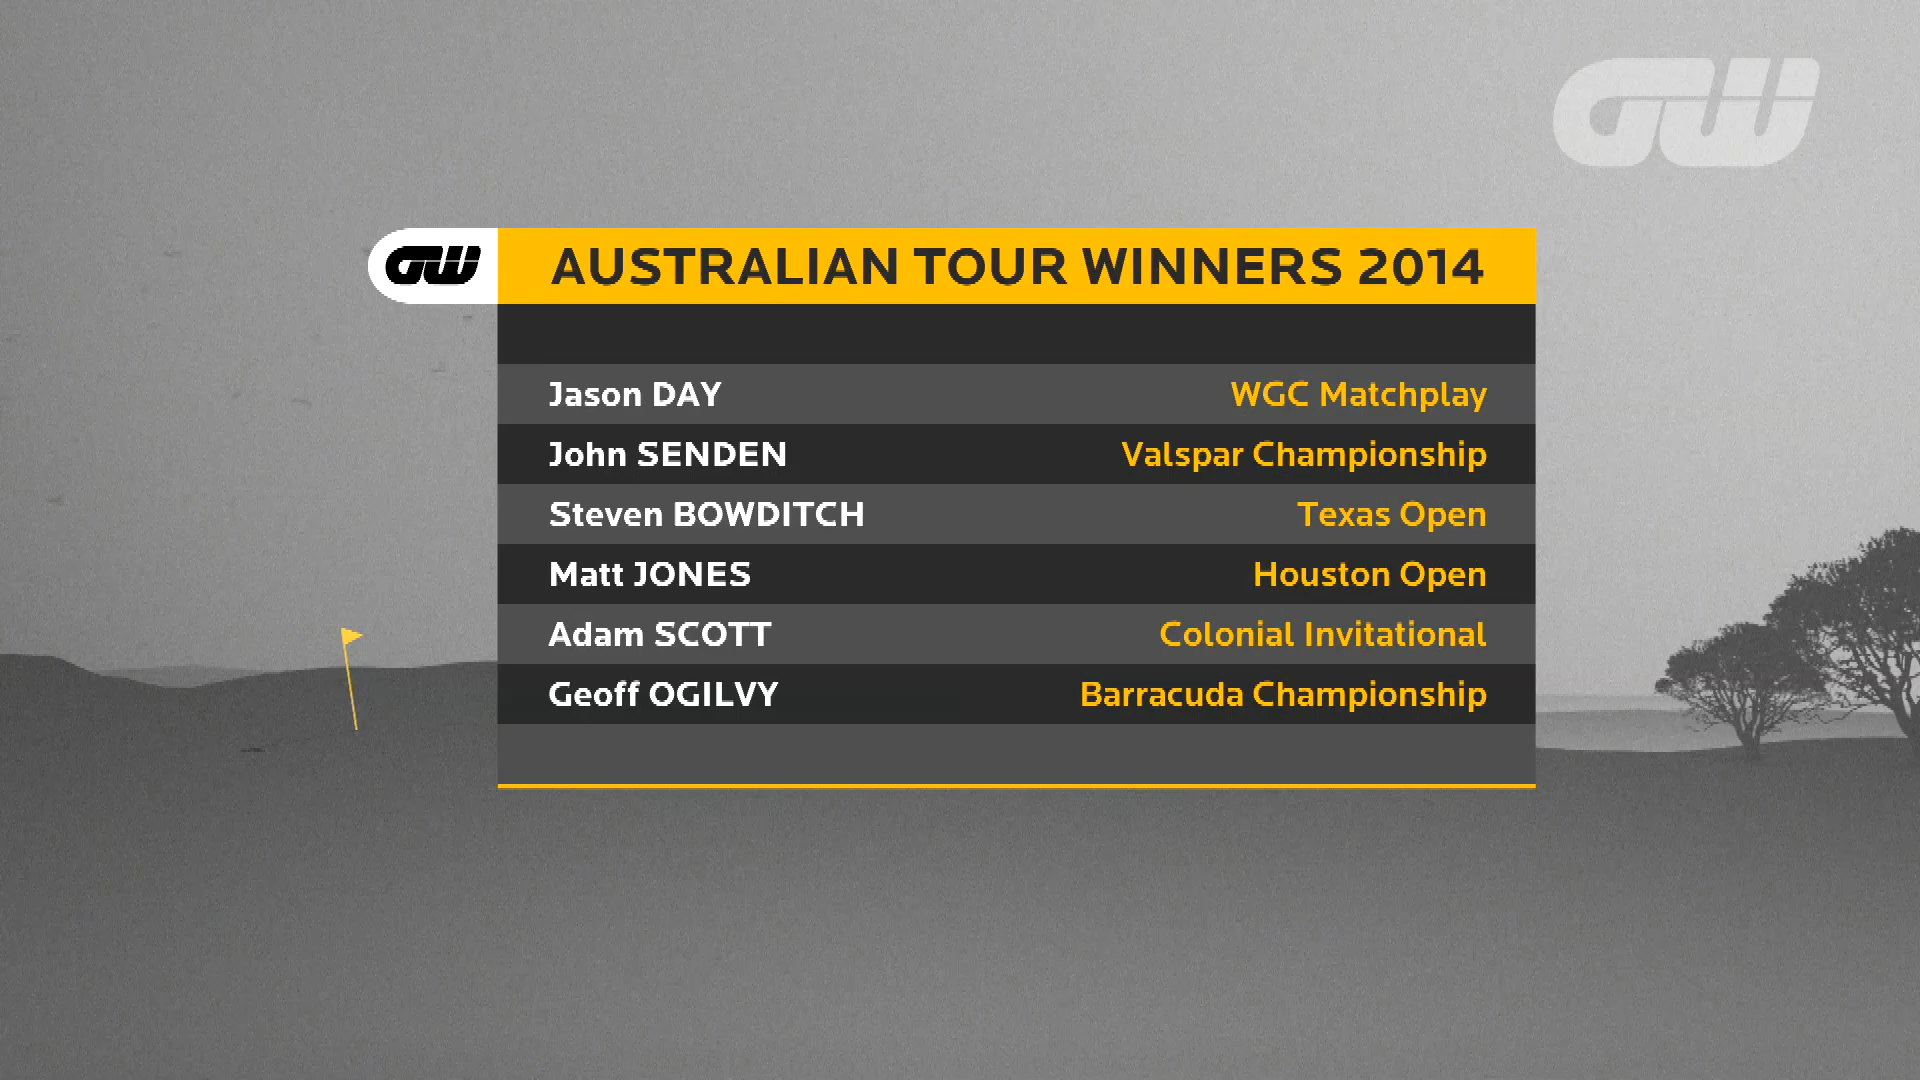 GW
GW AUSTRALIAN TOUR WINNERS 2014
Jason DAY WGC Matchplay
John SENDEN Valspar Championship
Steven BOWDITCH Texas Open
Matt JONES Houston Open
Adam SCOTT Colonial Invitational
Geoff OGILVY Barracuda Championship